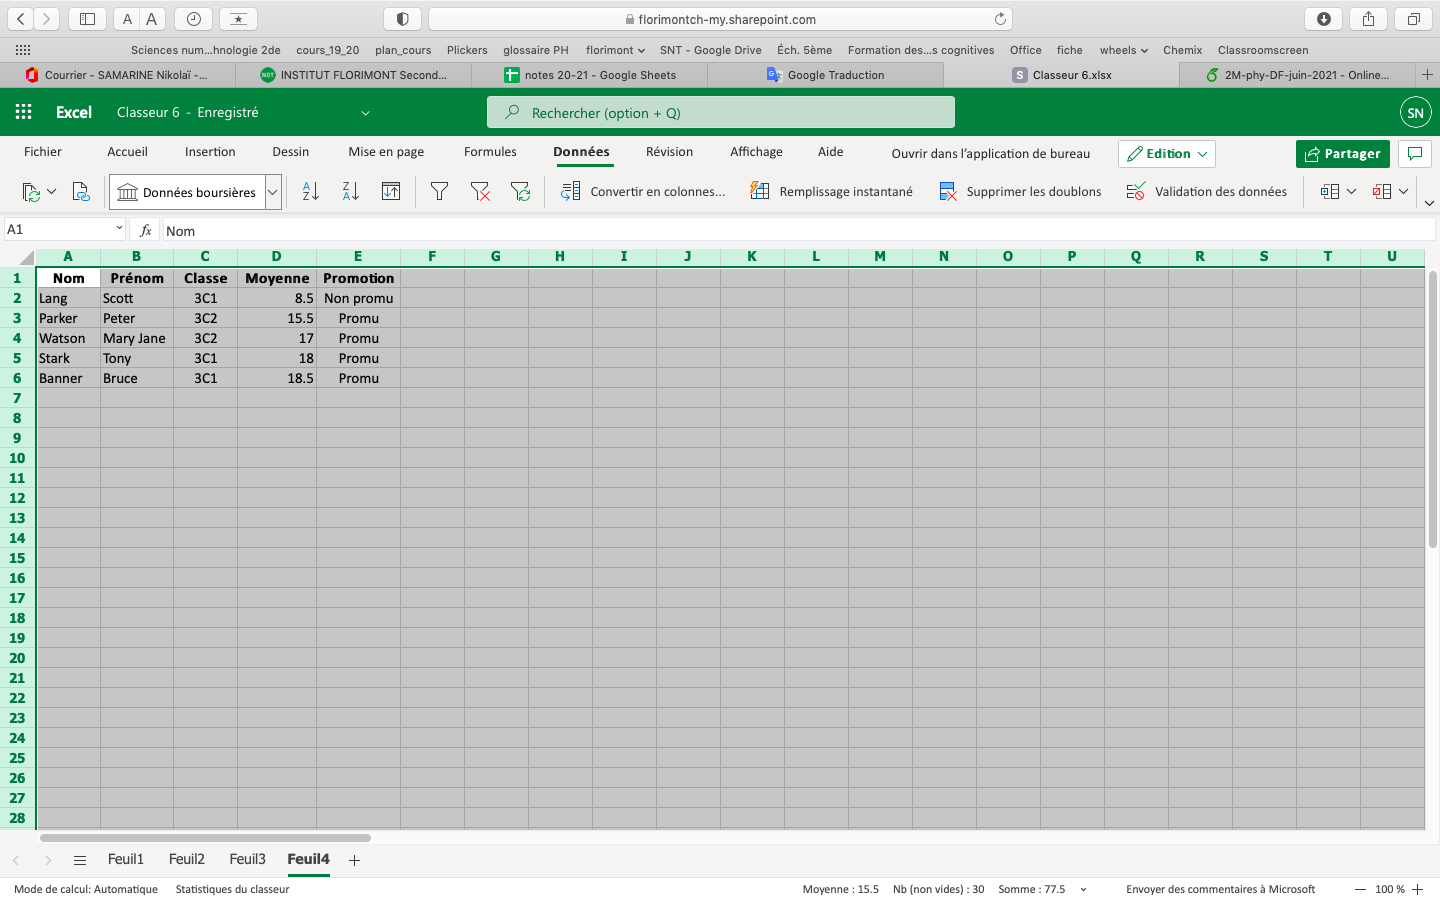 A A florimontch-my.sharepoint.com
Sciences num...hnologie 2de cours_19_20 plan_cours Plickers glossaire PH florimont SNT - Google Drive Éch. 5ème Formation des...s cognitives Office fiche wheels Chemix Classroomscreen
Courrier - SAMARINE Nikolaï -... INSTITUT FLORIMONT Second... notes 20-21 - Google Sheets Google Traduction S Classeur 6.xlsx 2M-phy-DF-juin-2021 - Online...
Excel Classeur 6 - Enregistré Rechercher (option + Q) SN
Fichier Accueil Insertion Dessin Mise en page Formules Données Révision Affichage Aide Ouvrir dans l'application de bureau Edition Partager
Données boursières Convertir en colonnes... Remplissage instantané Supprimer les doublons Validation des données
A1 fx Nom
A B C D E F G H I J K L M N O P Q R S T U
1 Nom Prénom Classe Moyenne Promotion
2 Lang Scott 3C1 8.5 Non promu
3 Parker Peter 3C2 15.5 Promu
4 Watson Mary Jane 3C2 17 Promu
5 Stark Tony 3C1 18 Promu
6 Banner Bruce 3C1 18.5 Promu
7
8
9
10
11
12
13
14
15
16
17
18
19
20
21
22
23
24
25
26
27
28
Feuil1 Feuil2 Feuil3 Feuil4
Mode de calcul: Automatique Statistiques du classeur Moyenne : 15.5 Nb (non vides) : 30 Somme : 77.5 Envoyer des commentaires à Microsoft 100 %